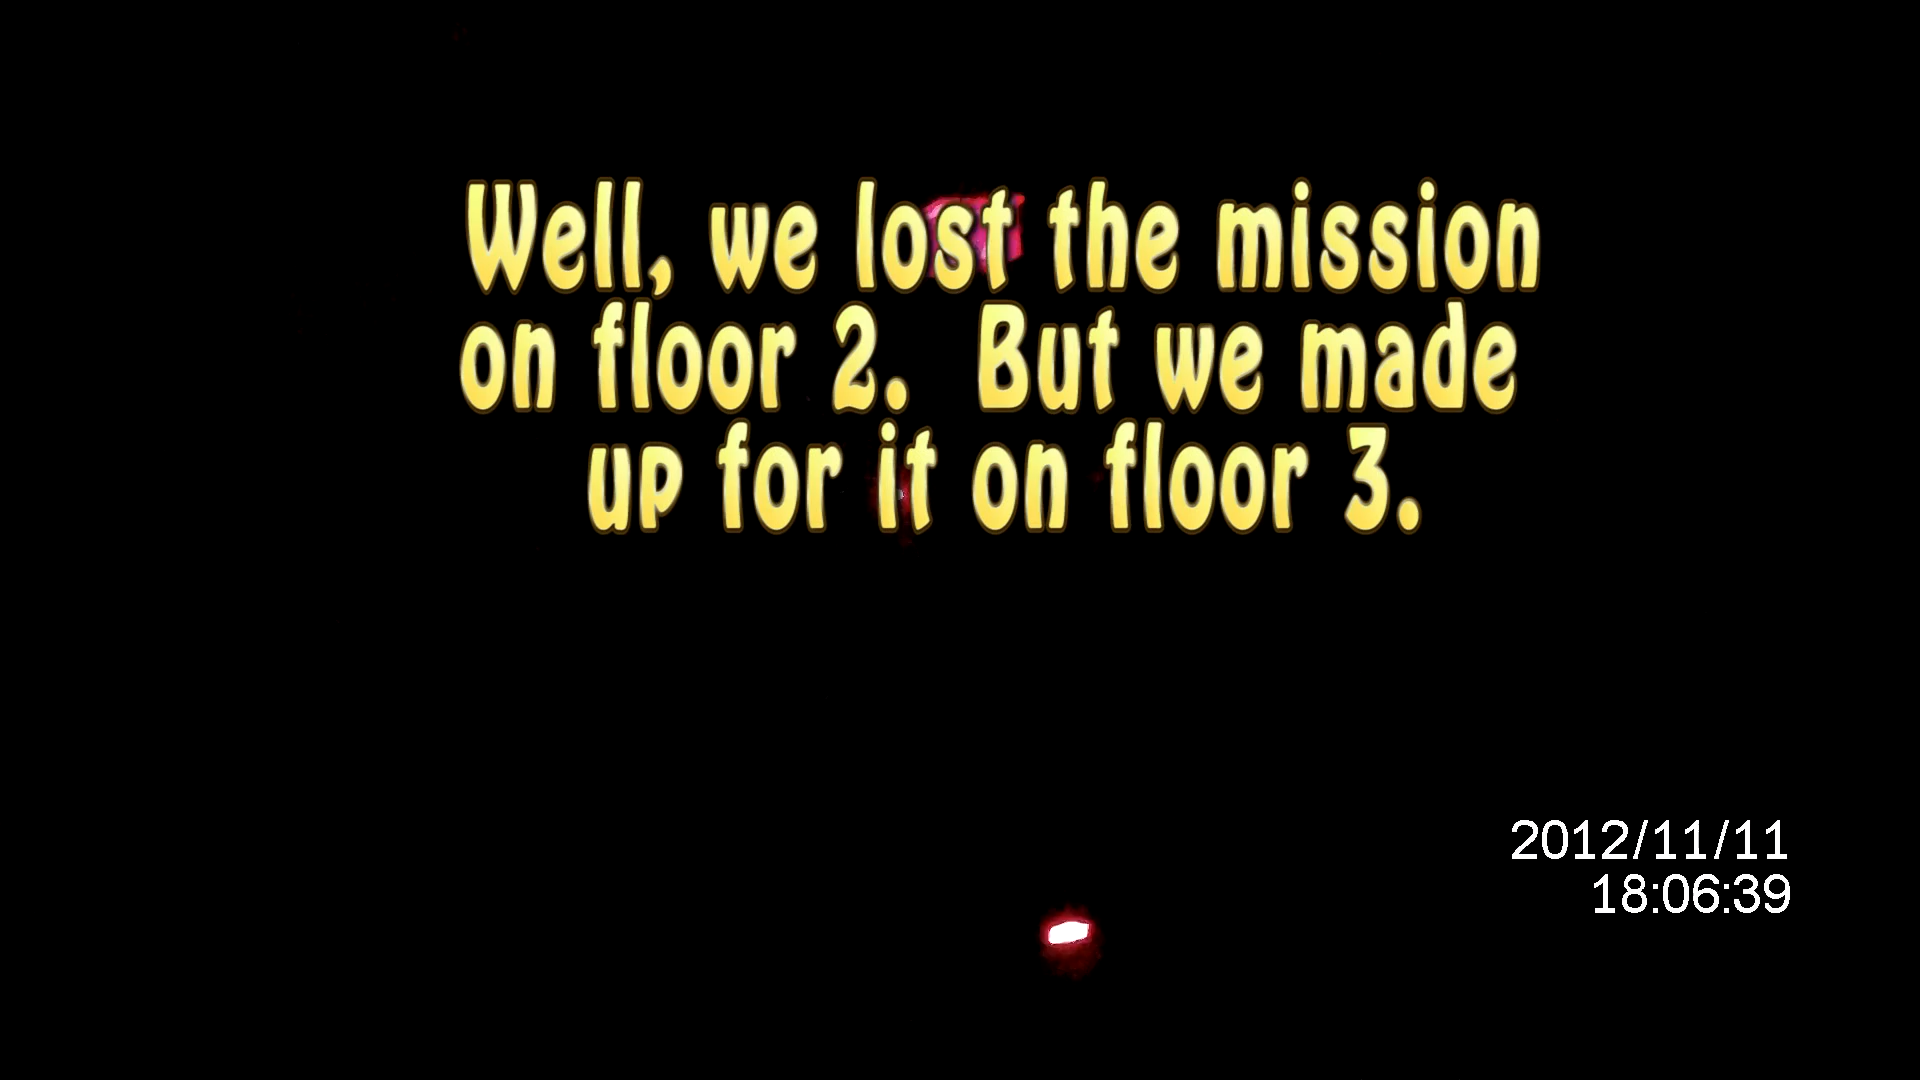 Well, we lost the mission
on floor 2.  But we made
up for it on floor 3.
2012/11/11
18:06:39